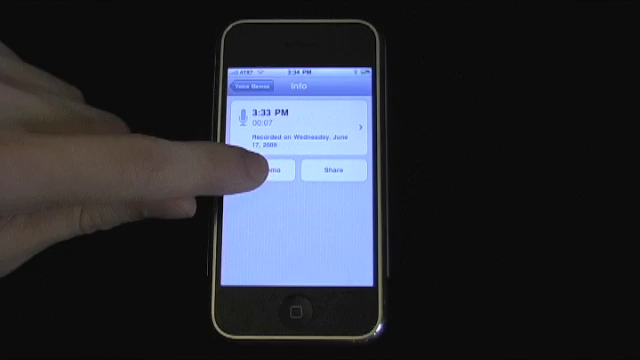 AT&T 3:34 PM
Voice Memos Info
3:33 PM
00:07
Recorded on Wednesday, June
17, 2009
emo Share